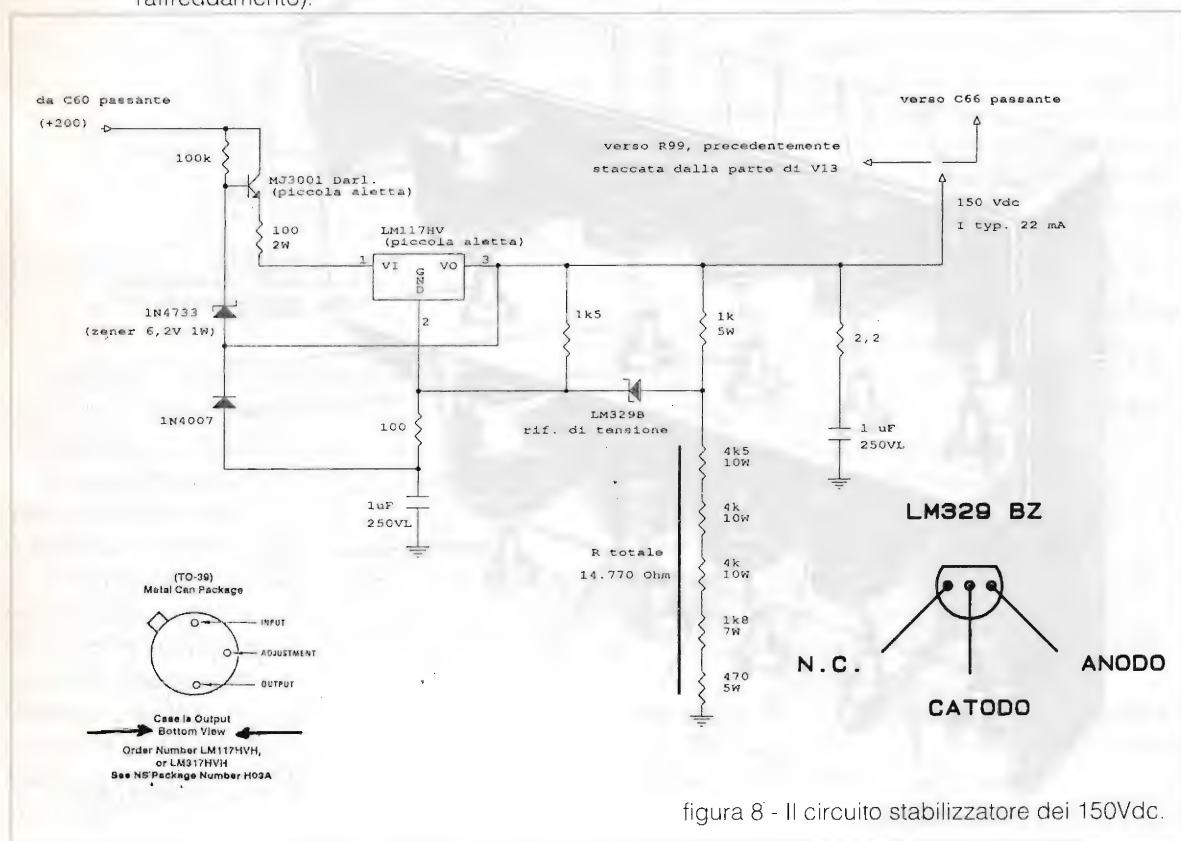 raffreddamento).
da C60 passante
(+200)
100k
MJ3001 Darl.
(piccola aletta)
100
2W
LM117HV
(piccola aletta)
1
VI
GND
VO
3
2
1N4733
(zener 6,2V 1W)
1N4007
100
1uF
250VL
1k5
LM329B
rif. di tensione
1k
5W
verso C66 passante
verso R99, precedentemente
staccata dalla parte di V13
150 Vdc
I typ. 22 mA
2,2
1 uF
250VL
4k5
10W
4k
10W
4k
10W
1k8
7W
470
5W
R totale
14.770 Ohm
LM329 BZ
N.C.
CATODO
ANODO
(TO-39)
Metal Can Package
INPUT
ADJUSTMENT
OUTPUT
Case is Output
Bottom View
Order Number LM117HVH,
or LM317HVH
See NS Package Number H03A
figura 8 - Il circuito stabilizzatore dei 150Vdc.